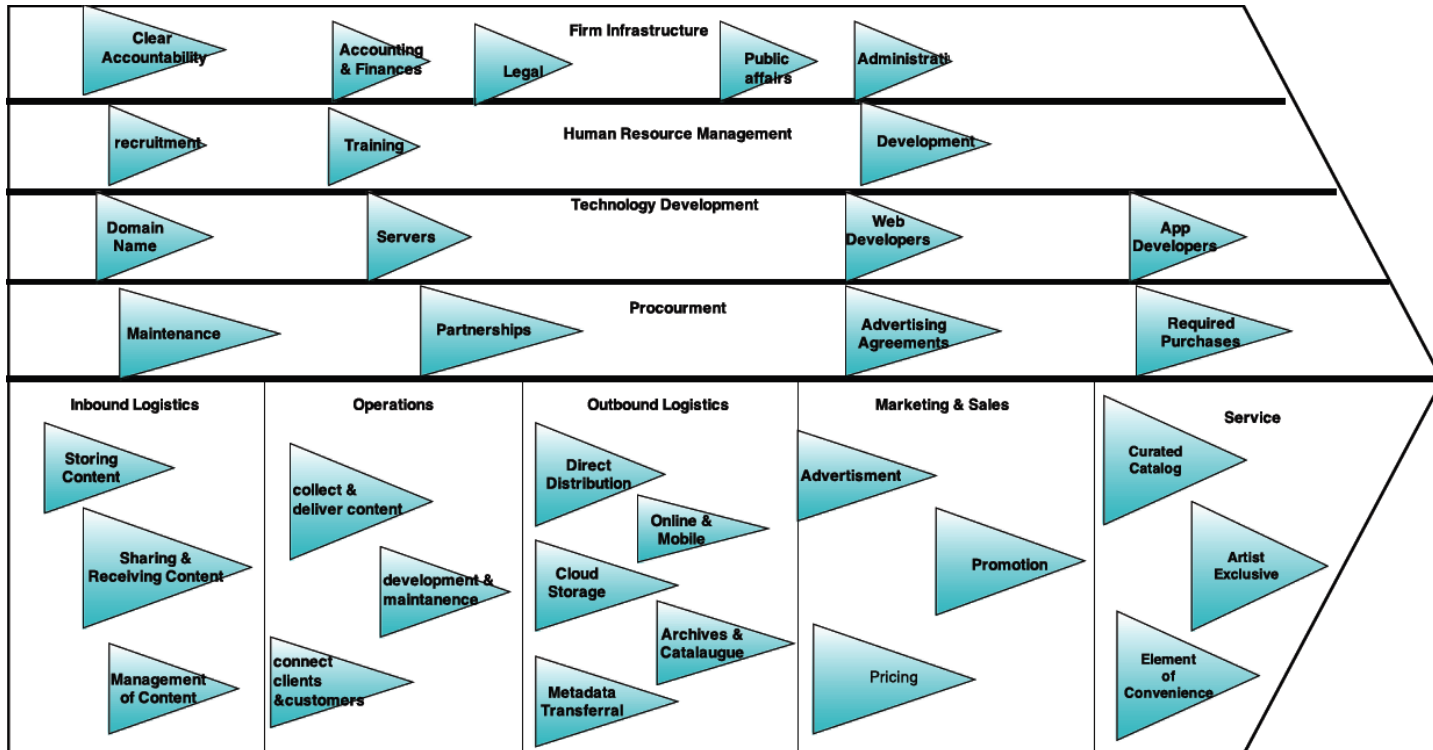 Firm Infrastructure
Clear
Accountability
Accounting
& Finances
Legal
Public
affairs
Administrati
Human Resource Management
recruitment
Training
Development
Technology Development
Domain
Name
Servers
Web
Developers
App
Developers
Procourment
Maintenance
Partnerships
Advertising
Agreements
Required
Purchases
Inbound Logistics
Storing
Content
Sharing &
Receiving Content
Management
of Content
Operations
collect &
deliver content
development &
maintanence
connect
clients
&customers
Outbound Logistics
Direct
Distribution
Online &
Mobile
Cloud
Storage
Archives &
Catalaugue
Metadata
Transferral
Marketing & Sales
Advertisment
Promotion
Pricing
Service
Curated
Catalog
Artist
Exclusive
Element
of
Convenience